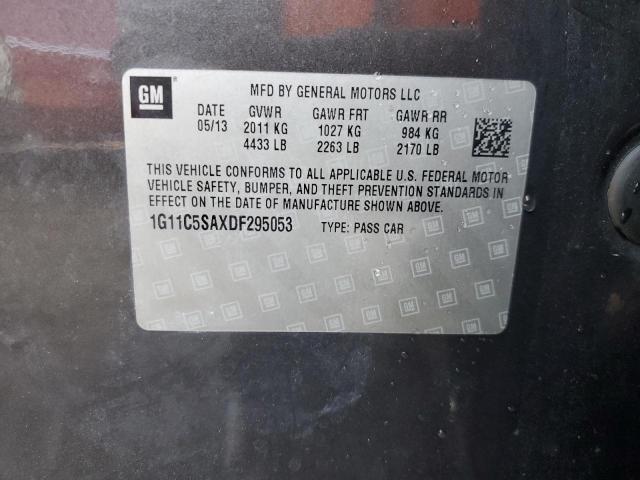 GM
MFD BY GENERAL MOTORS LLC
DATE GVWR GAWR FRT GAWR RR
05/13 2011 KG 1027 KG 984 KG
4433 LB 2263 LB 2170 LB
THIS VEHICLE CONFORMS TO ALL APPLICABLE U.S. FEDERAL MOTOR
VEHICLE SAFETY, BUMPER, AND THEFT PREVENTION STANDARDS IN
EFFECT ON THE DATE OF MANUFACTURE SHOWN ABOVE.
1G11C5SAXDF295053 TYPE: PASS CAR